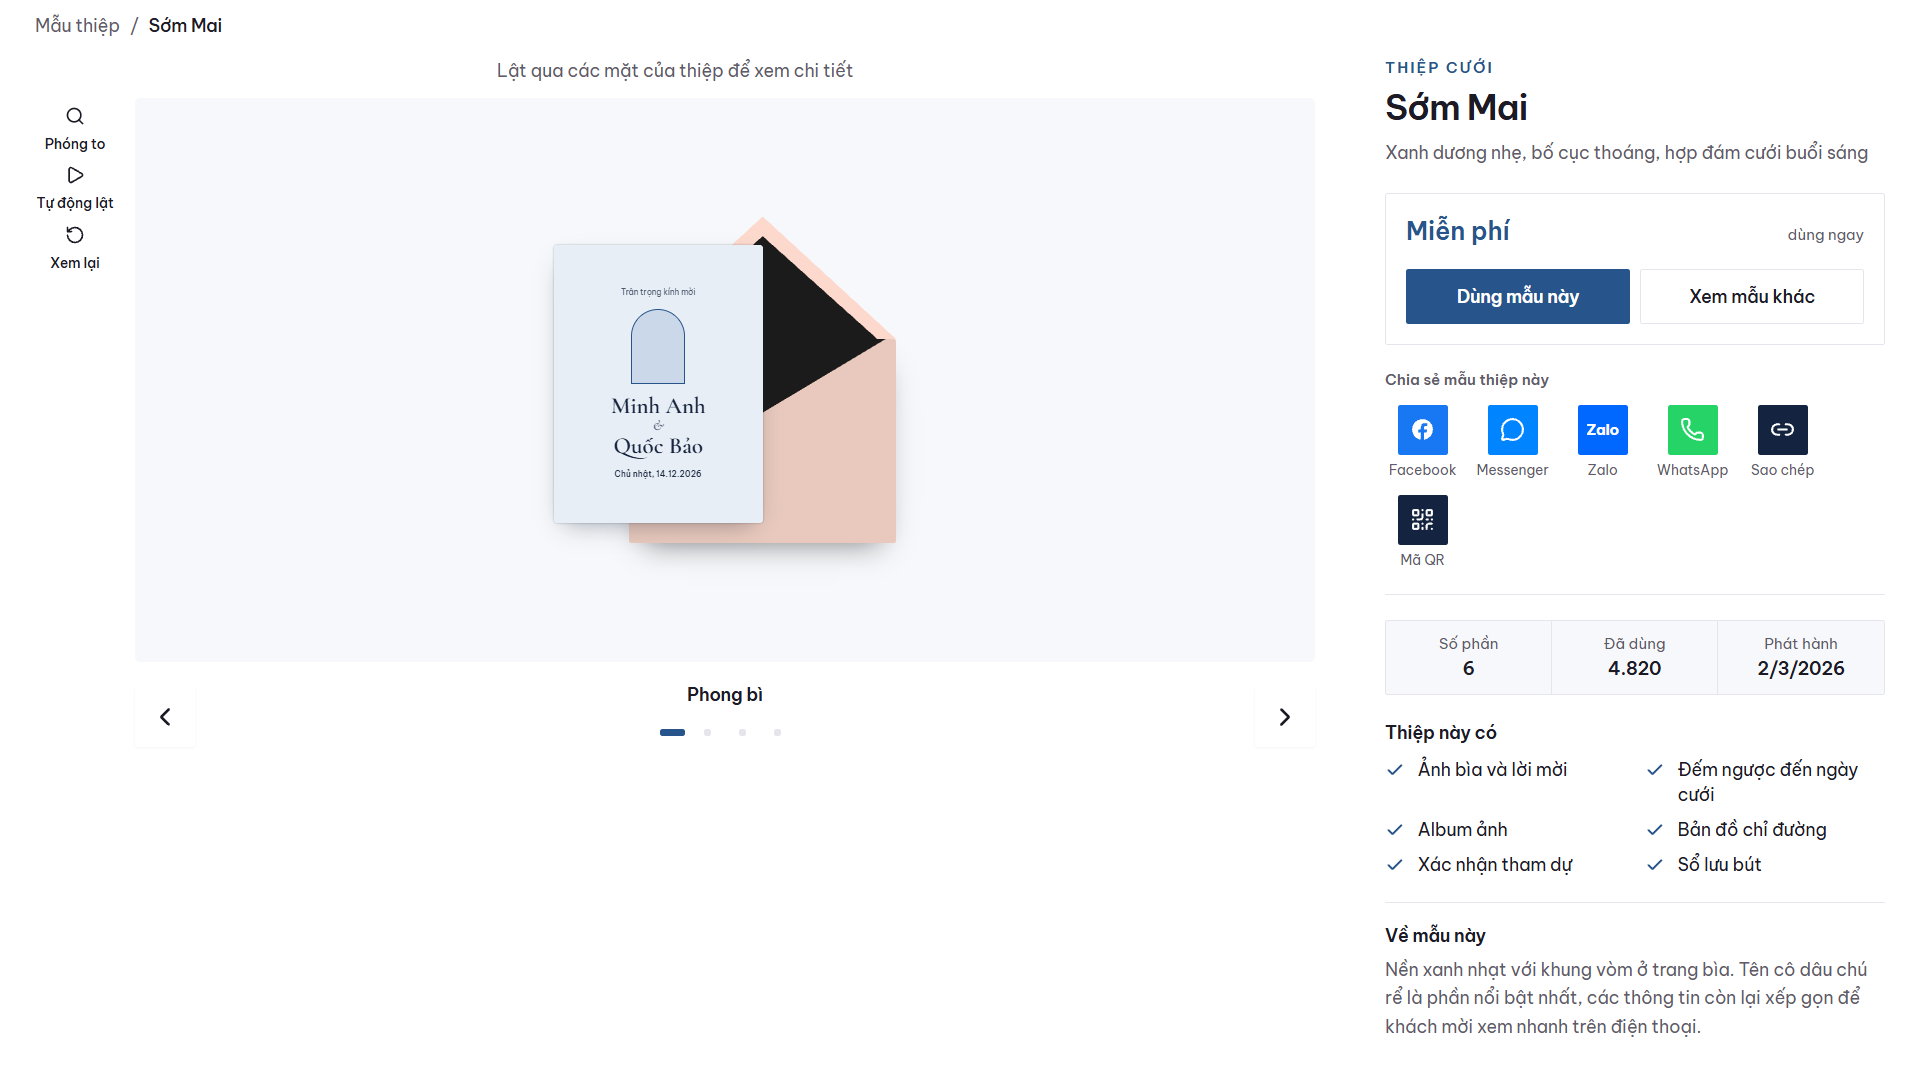 Mẫu thiệp / Sớm Mai
Lật qua các mặt của thiệp để xem chi tiết
Phóng to
Tự động lật
Xem lại
Trân trọng kính mời
Minh Anh
&
Quốc Bảo
Chủ nhật, 14.12.2026
Phong bì
THIỆP CƯỚI
Sớm Mai
Xanh dương nhẹ, bố cục thoáng, hợp đám cưới buổi sáng
Miễn phí
dùng ngay
Dùng mẫu này
Xem mẫu khác
Chia sẻ mẫu thiệp này
Zalo
Facebook
Messenger
Zalo
WhatsApp
Sao chép
Mã QR
Số phần
6
Đã dùng
4.820
Phát hành
2/3/2026
Thiệp này có
Ảnh bìa và lời mời
Đếm ngược đến ngày
cưới
Album ảnh
Bản đồ chỉ đường
Xác nhận tham dự
Sổ lưu bút
Về mẫu này
Nền xanh nhạt với khung vòm ở trang bìa. Tên cô dâu chú
rể là phần nổi bật nhất, các thông tin còn lại xếp gọn để
khách mời xem nhanh trên điện thoại.